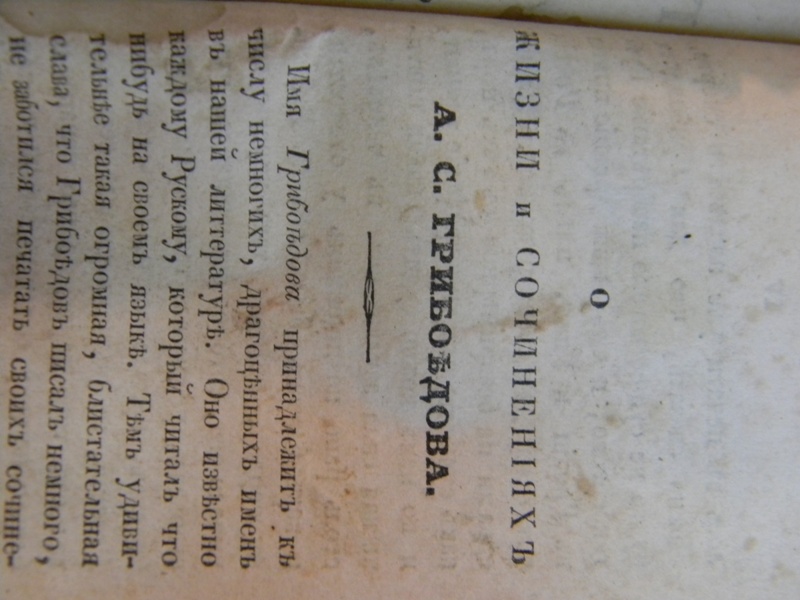 О
ЖИЗНИ и СОЧИНЕНІЯХЪ
А. С. ГРИБОѢДОВА.
Имя Грибоѣдова принадлежитъ къ
числу немногихъ, драгоцѣнныхъ именъ
въ нашей литтературѣ. Оно извѣстно
каждому Рускому, который читалъ что
нибудь на своемъ языкѣ. Тѣмъ удиви-
тельнѣе такая огромная, блистательная
слава, что Грибоѣдовъ писалъ немного,
не заботился печатать своихъ сочине-